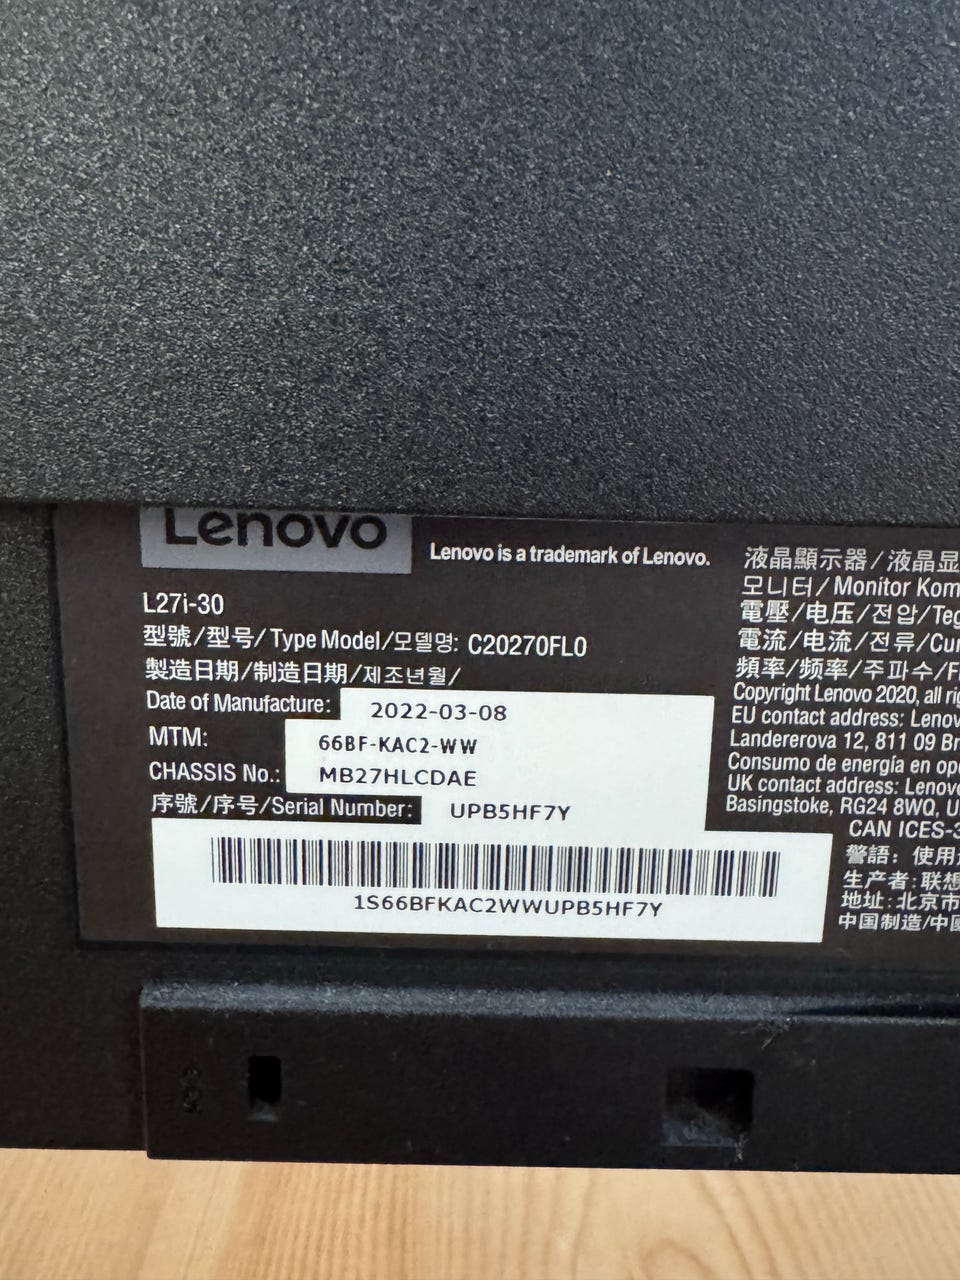 Lenovo
Lenovo is a trademark of Lenovo.
L27i-30
型號/型号/Type Model/모델명: C20270FL0
製造日期/制造日期/제조년월/
Date of Manufacture: 2022-03-08
MTM: 66BF-KAC2-WW
CHASSIS No.: MB27HLCDAE
序號/序号/Serial Number: UPB5HF7Y
1S66BFKAC2WWUPB5HF7Y
液晶顯示器/液晶显
모니터/Monitor Kom
電壓/电压/전압/Teg
電流/电流/전류/Cur
頻率/频率/주파수/F
Copyright Lenovo 2020, all rig
EU contact address: Lenov
Landererova 12, 811 09 Br
Consumo de energía en op
UK contact address: Lenovo
Basingstoke, RG24 8WQ, U
CAN ICES-3
警語：使用
生产者:联想
地址:北京市
中国制造/中國